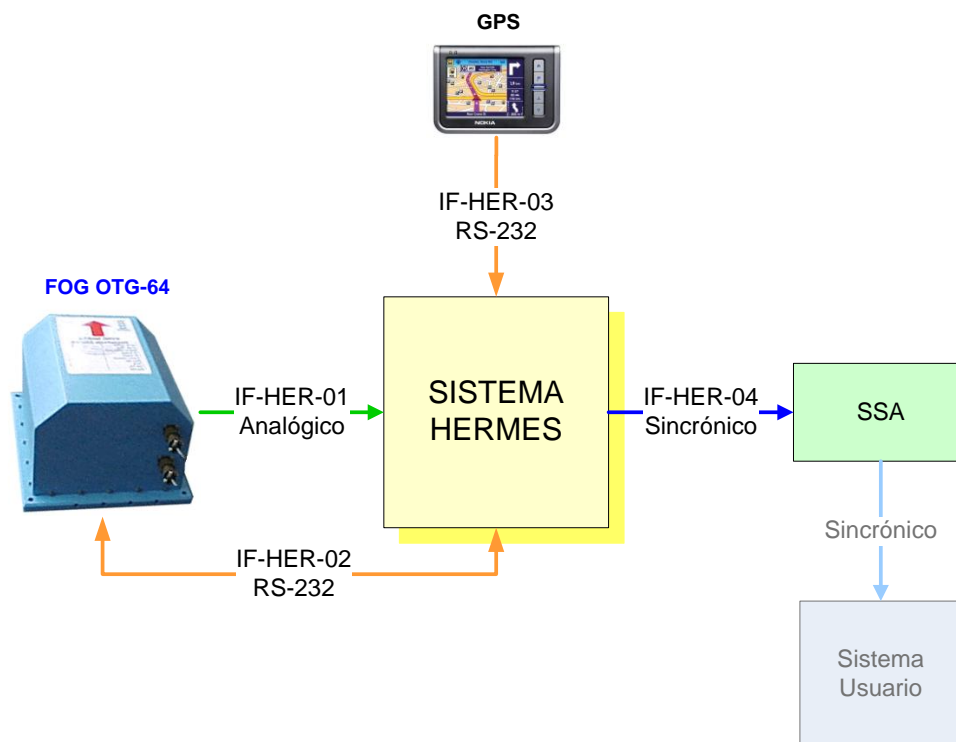 GPS
NOKIA
IF-HER-03
RS-232
FOG OTG-64
IF-HER-01
Analógico
SISTEMA
HERMES
IF-HER-04
Sincrónico
SSA
IF-HER-02
RS-232
Sincrónico
Sistema
Usuario